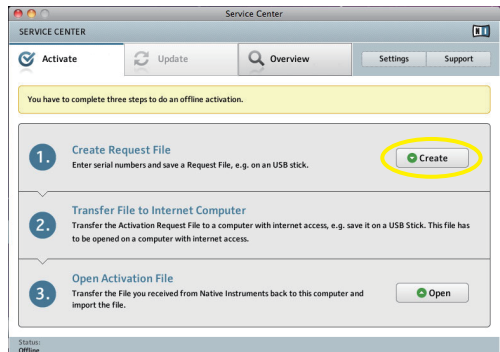 Service Center
SERVICE CENTER
NI
Activate
Update
Overview
Settings
Support
You have to complete three steps to do an offline activation.
1.
Create Request File
Enter serial numbers and save a Request File, e.g. on an USB stick.
Create
2.
Transfer File to Internet Computer
Transfer the Activation Request File to a computer with internet access, e.g. save it on a USB Stick. This file has
to be opened on a computer with internet access.
3.
Open Activation File
Transfer the File you received from Native Instruments back to this computer and
import the file.
Open
Status:
Offline